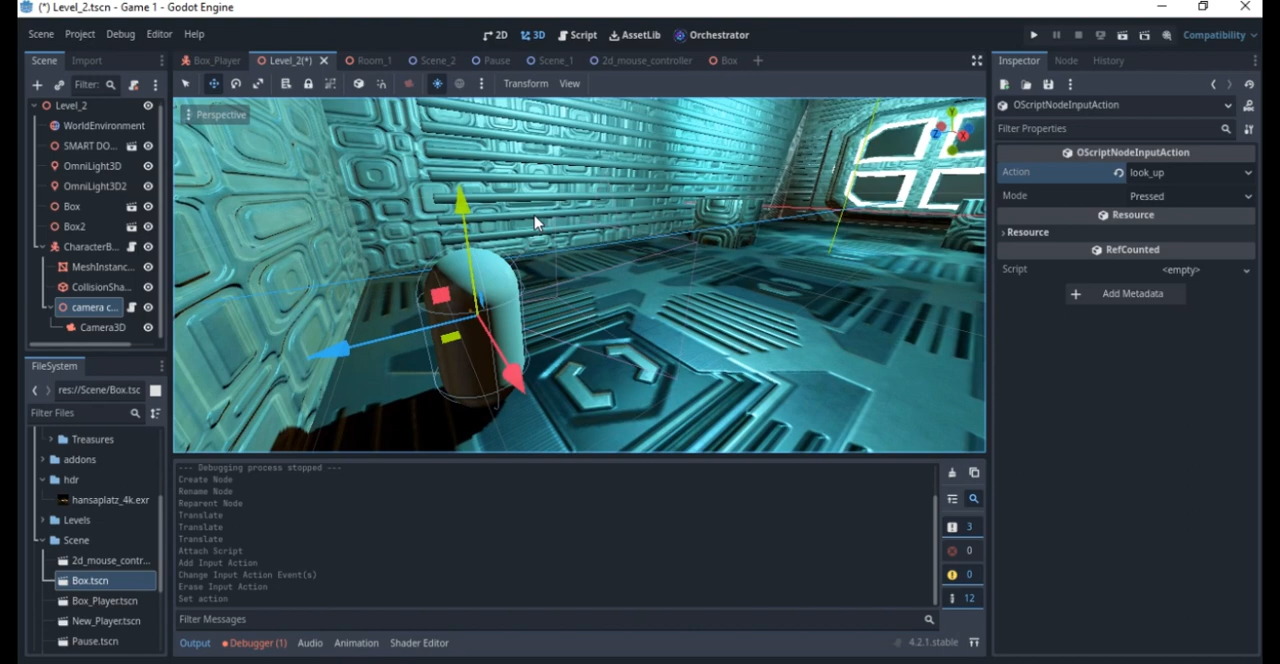 (*) Level_2.tscn - Game 1 - Godot Engine
Scene Project Debug Editor Help
2D 3D Script AssetLib Orchestrator
Compatibility
Scene Import
Box_Player Level_2(*) Room_1 Scene_2 Pause Scene_1 2d_mouse_controller Box
Inspector Node History
Filter:
Transform View
Level_2
WorldEnvironment
SMART DO...
OmniLight3D
OmniLight3D2
Box
Box2
CharacterB...
MeshInstanc...
CollisionSha...
camera c...
Camera3D
Perspective
Y
Z X
OScriptNodeInputAction
Filter Properties
OScriptNodeInputAction
Action look_up
Mode Pressed
Resource
Resource
RefCounted
Script <empty>
Add Metadata
FileSystem
res://Scene/Box.tsc
Filter Files
Treasures
addons
hdr
hansaplatz_4k.exr
Levels
Scene
2d_mouse_contr...
Box.tscn
Box_Player.tscn
New_Player.tscn
Pause.tscn
--- Debugging process stopped ---
Create Node
Rename Node
Reparent Node
Translate
Translate
Translate
Attach Script
Add Input Action
Change Input Action Event(s)
Erase Input Action
Set action
3
0
0
12
Filter Messages
Output Debugger (1) Audio Animation Shader Editor
4.2.1.stable